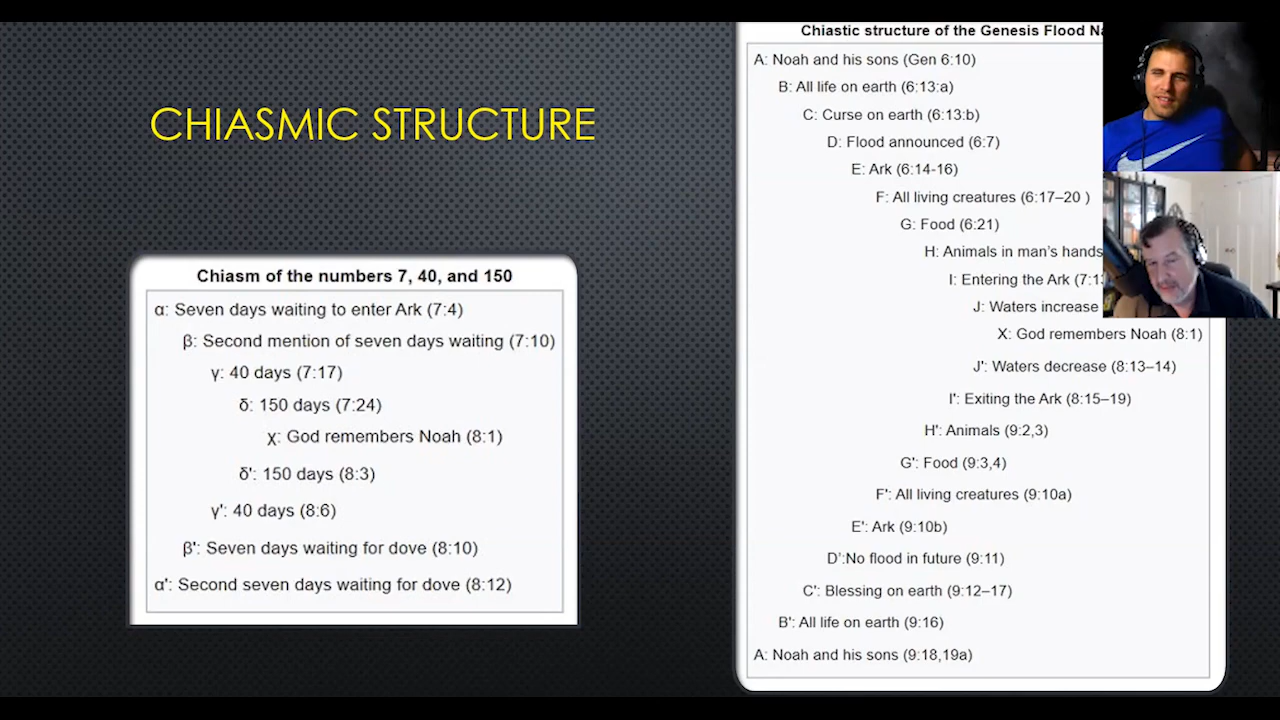 CHIASMIC STRUCTURE
Chiasm of the numbers 7, 40, and 150
α: Seven days waiting to enter Ark (7:4)
β: Second mention of seven days waiting (7:10)
γ: 40 days (7:17)
δ: 150 days (7:24)
χ: God remembers Noah (8:1)
δ': 150 days (8:3)
γ': 40 days (8:6)
β': Seven days waiting for dove (8:10)
α': Second seven days waiting for dove (8:12)
Chiastic structure of the Genesis Flood
A: Noah and his sons (Gen 6:10)
B: All life on earth (6:13:a)
C: Curse on earth (6:13:b)
D: Flood announced (6:7)
E: Ark (6:14-16)
F: All living creatures (6:17–20 )
G: Food (6:21)
H: Animals in man’s hands
I: Entering the Ark
J: Waters increase
X: God remembers Noah (8:1)
J': Waters decrease (8:13–14)
I': Exiting the Ark (8:15–19)
H': Animals (9:2,3)
G': Food (9:3,4)
F': All living creatures (9:10a)
E': Ark (9:10b)
D’:No flood in future (9:11)
C': Blessing on earth (9:12–17)
B': All life on earth (9:16)
A: Noah and his sons (9:18,19a)